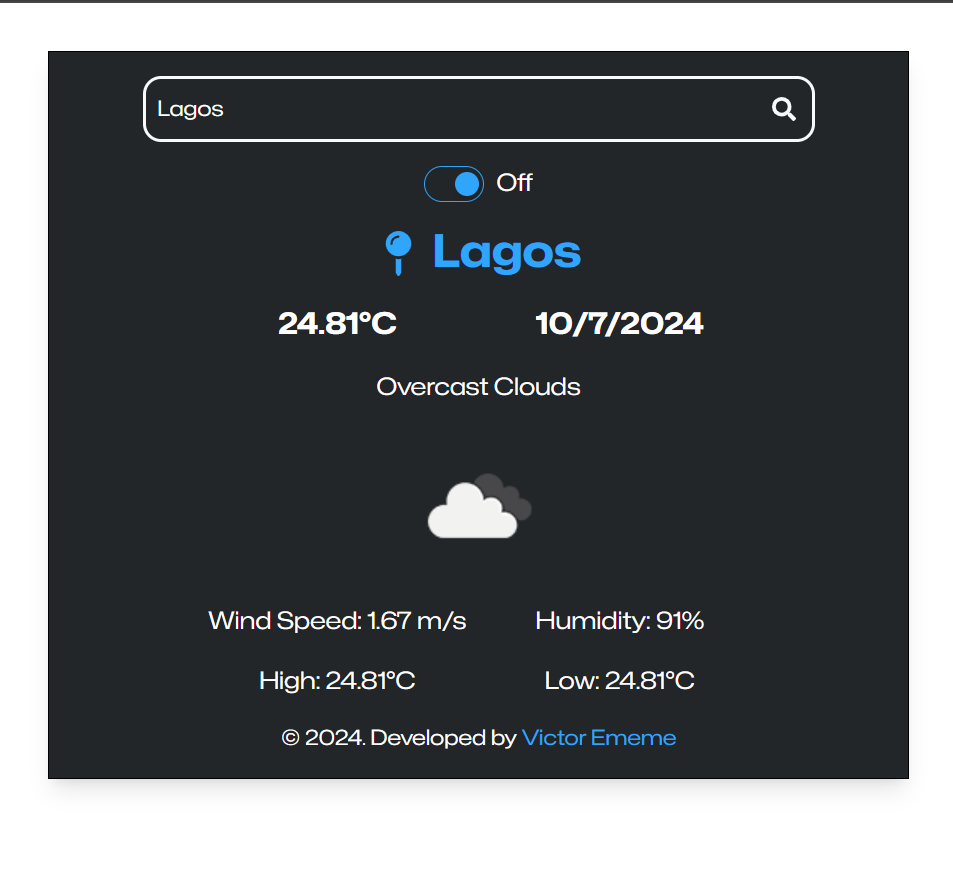 Lagos
Off
Lagos
24.81°C 10/7/2024
Overcast Clouds
Wind Speed: 1.67 m/s Humidity: 91%
High: 24.81°C Low: 24.81°C
© 2024. Developed by Victor Ememe